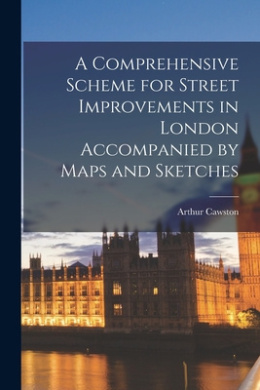 A Comprehensive
Scheme for Street
Improvements in
London
Accompanied by
Maps and Sketches
Arthur Cawston